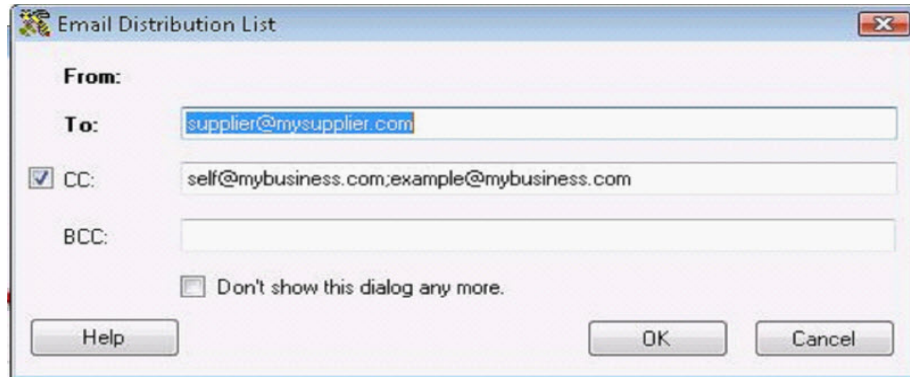 Email Distribution List
From:
To: supplier@mysupplier.com
CC: self@mybusiness.com;example@mybusiness.com
BCC:
Don't show this dialog any more.
Help OK Cancel